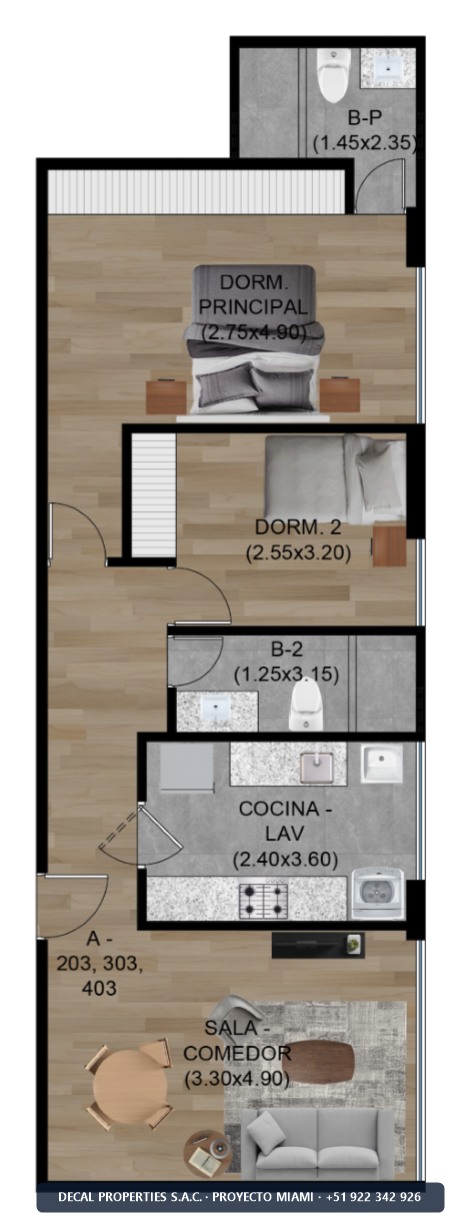 B-P
(1.45x2.35)
DORM.
PRINCIPAL
(2.75x4.90)
DORM. 2
(2.55x3.20)
B-2
(1.25x3.15)
COCINA -
LAV
(2.40x3.60)
A -
203, 303,
403
SALA -
COMEDOR
(3.30x4.90)
DECAL PROPERTIES S.A.C. · PROYECTO MIAMI · +51 922 342 926